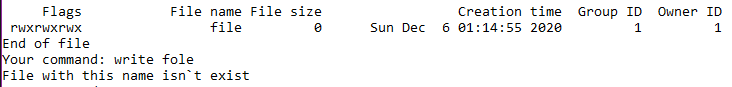 Flags File name File size Creation time Group ID Owner ID
rwxrwxrwx file 0 Sun Dec 6 01:14:55 2020 1 1
End of file
Your command: write fole
File with this name isn`t exist